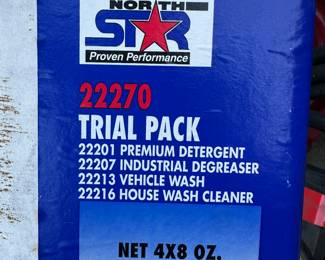 NORTH
STAR
Proven Performance
22270
TRIAL PACK
22201 PREMIUM DETERGENT
22207 INDUSTRIAL DEGREASER
22213 VEHICLE WASH
22216 HOUSE WASH CLEANER
NET 4X8 OZ.